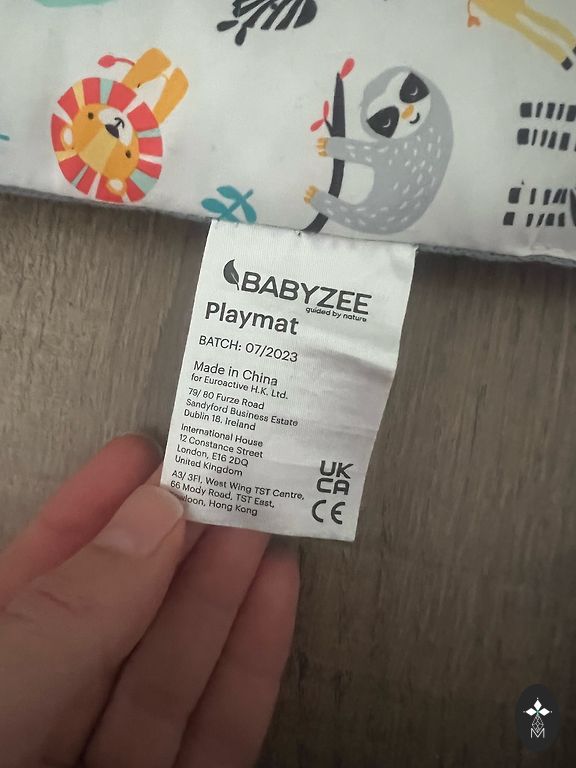 BABYZEE
guided by nature
Playmat
BATCH: 07/2023
Made in China
for Euroactive H.K. Ltd.
79/ 80 Furze Road
Sandyford Business Estate
Dublin 18, Ireland
International House
12 Constance Street
London, E16 2DQ
United Kingdom
A3/ 3Fl, West Wing TST Centre,
66 Mody Road, TST East,
Hong Kong
UK
CA
CE